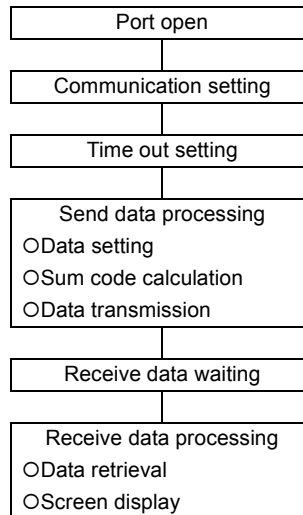 Port open
Communication setting
Time out setting
Send data processing
○Data setting
○Sum code calculation
○Data transmission
Receive data waiting
Receive data processing
○Data retrieval
○Screen display